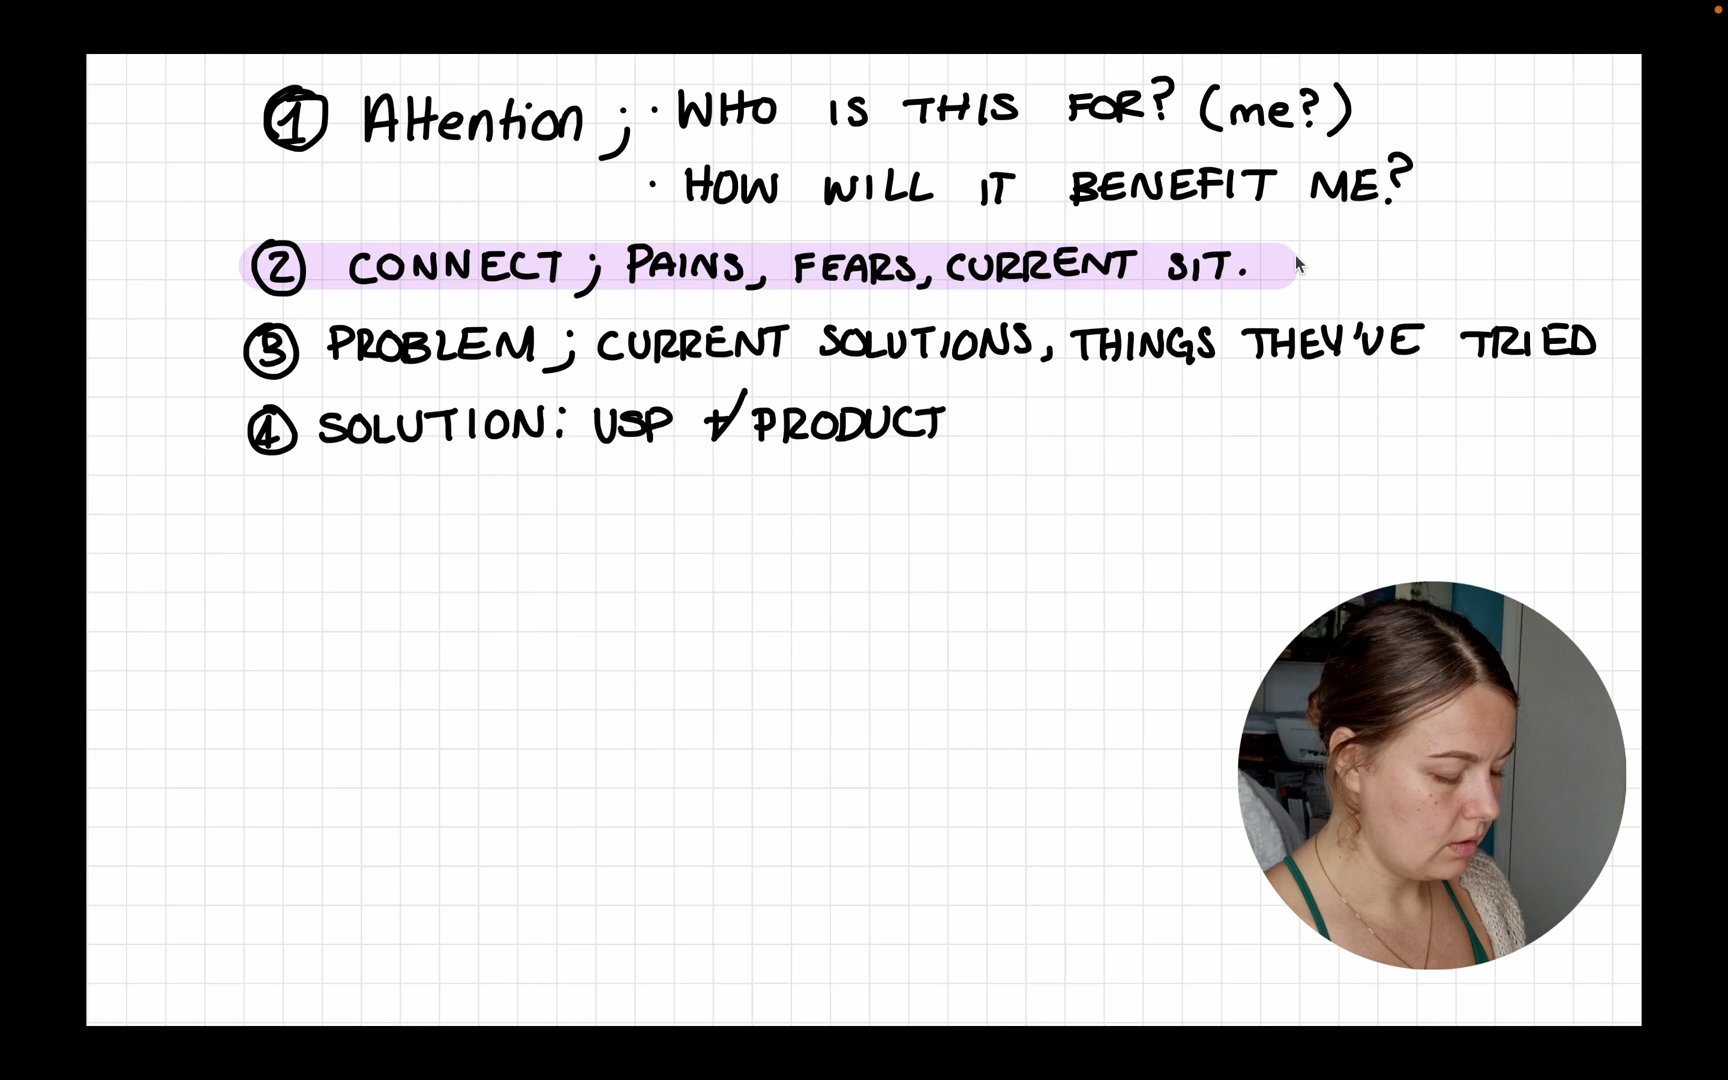 ① Attention ; · WHO IS THIS FOR? (me?)
· HOW WILL IT BENEFIT ME?
② CONNECT ; PAINS, FEARS, CURRENT SIT.
③ PROBLEM ; CURRENT SOLUTIONS, THINGS THEY'VE TRIED
④ SOLUTION: USP + PRODUCT